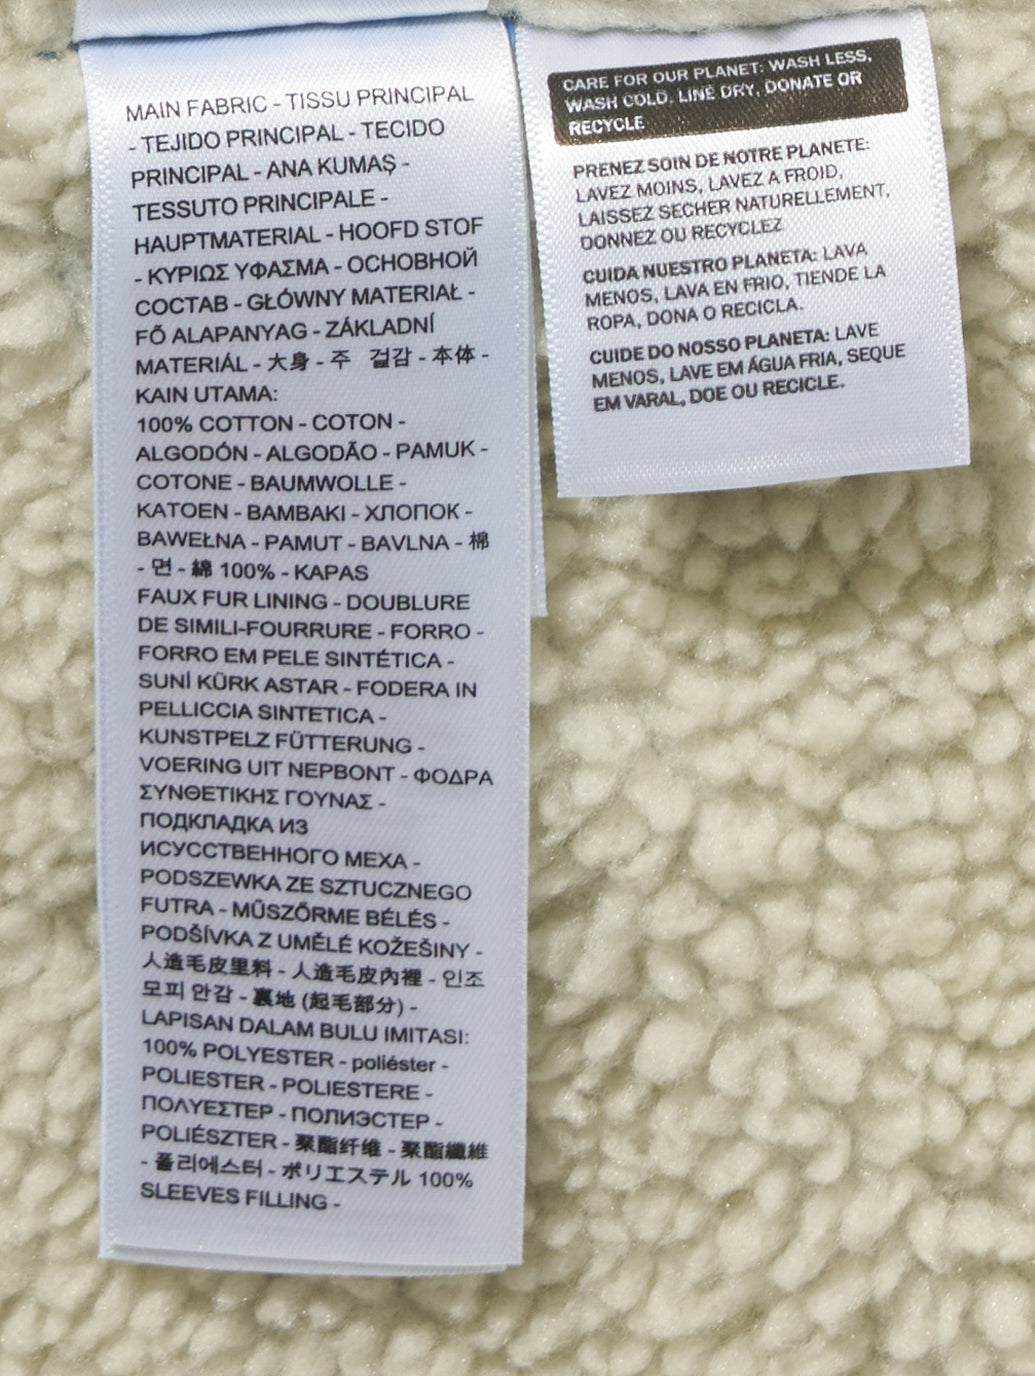 MAIN FABRIC - TISSU PRINCIPAL
- TEJIDO PRINCIPAL - TECIDO
PRINCIPAL - ANA KUMAŞ -
TESSUTO PRINCIPALE -
HAUPTMATERIAL - HOOFD STOF
- ΚΥΡΙΩΣ ΥΦΑΣΜΑ - ОСНОВНОЙ
СОСТАВ - GŁÓWNY MATERIAŁ -
FŐ ALAPANYAG - ZÁKLADNÍ
MATERIÁL - 大身 - 주 겉감 - 本体 -
KAIN UTAMA:
100% COTTON - COTON -
ALGODÓN - ALGODÃO - PAMUK -
COTONE - BAUMWOLLE -
KATOEN - BAMBAKI - ХЛОПОК -
BAWEŁNA - PAMUT - BAVLNA - 棉
- 면 - 綿 100% - KAPAS
FAUX FUR LINING - DOUBLURE
DE SIMILI-FOURRURE - FORRO -
FORRO EM PELE SINTÉTICA -
SUNİ KÜRK ASTAR - FODERA IN
PELLICCIA SINTETICA -
KUNSTPELZ FÜTTERUNG -
VOERING UIT NEPBONT - ΦΟΔΡΑ
ΣΥΝΘΕΤΙΚΗΣ ΓΟΥΝΑΣ -
ПОДКЛАДКА ИЗ
ИСУССТВЕННОГО МЕХА -
PODSZEWKA ZE SZTUCZNEGO
FUTRA - MŰSZŐRME BÉLÉS -
PODŠÍVKA Z UMĚLÉ KOŽEŠINY -
人造毛皮里料 - 人造毛皮內裡 - 인조
모피 안감 - 裏地 (起毛部分) -
LAPISAN DALAM BULU IMITASI:
100% POLYESTER - poliéster -
POLIESTER - POLIESTERE -
ΠΟΛΥΕΣΤΕΡ - ПОЛИЭСТЕР -
POLIÉSZTER - 聚酯纤维 - 聚酯纖維
- 폴리에스터 - ポリエステル 100%
SLEEVES FILLING -
CARE FOR OUR PLANET: WASH LESS,
WASH COLD, LINE DRY, DONATE OR
RECYCLE
PRENEZ SOIN DE NOTRE PLANETE:
LAVEZ MOINS, LAVEZ A FROID,
LAISSEZ SECHER NATURELLEMENT,
DONNEZ OU RECYCLEZ
CUIDA NUESTRO PLANETA: LAVA
MENOS, LAVA EN FRIO, TIENDE LA
ROPA, DONA O RECICLA.
CUIDE DO NOSSO PLANETA: LAVE
MENOS, LAVE EM ÁGUA FRIA, SEQUE
EM VARAL, DOE OU RECICLE.